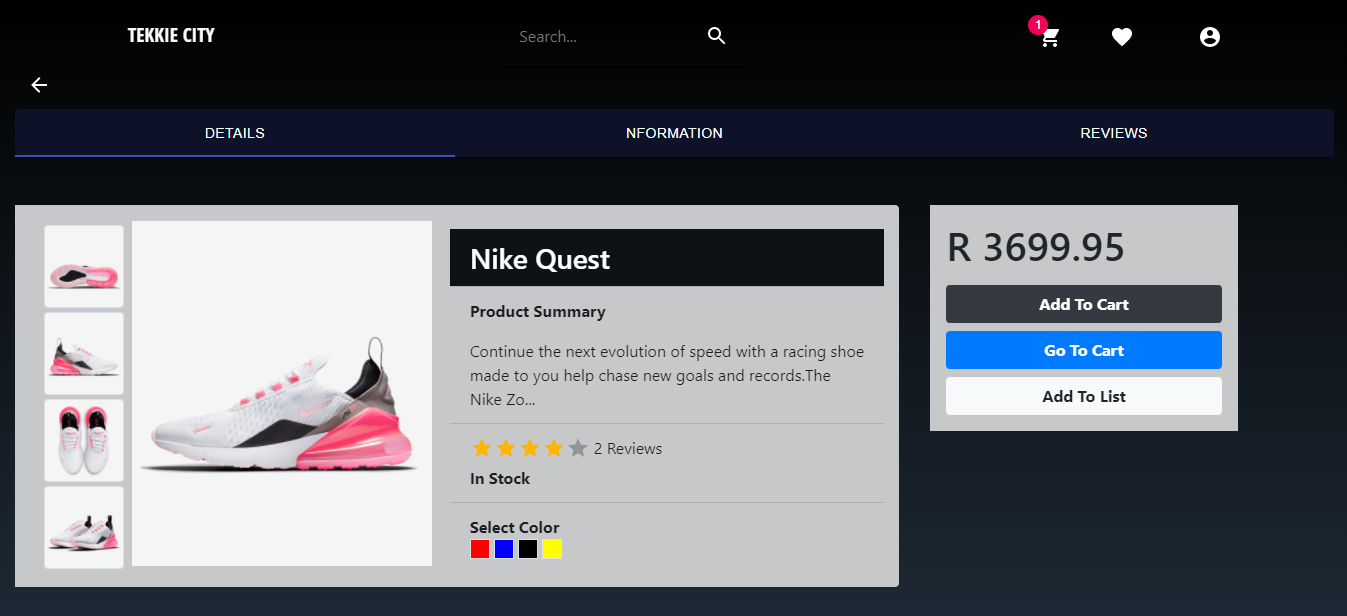 TEKKIE CITY
Search...
1
DETAILS
NFORMATION
REVIEWS
Nike Quest
Product Summary
Continue the next evolution of speed with a racing shoe
made to you help chase new goals and records.The
Nike Zo...
2 Reviews
In Stock
Select Color
R 3699.95
Add To Cart
Go To Cart
Add To List